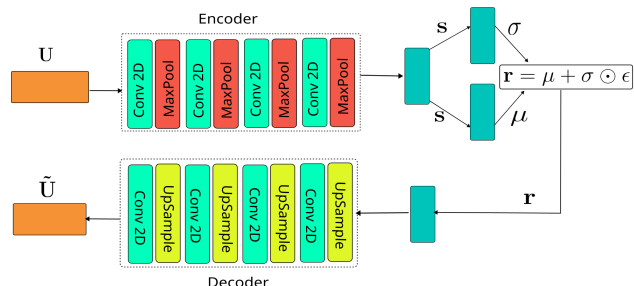 Encoder
U
Conv 2D
MaxPool
Conv 2D
MaxPool
Conv 2D
MaxPool
Conv 2D
MaxPool
s
σ
r = μ + σ ⊙ ϵ
s
μ
Ũ
Conv 2D
UpSample
Conv 2D
UpSample
Conv 2D
UpSample
Conv 2D
UpSample
r
Decoder